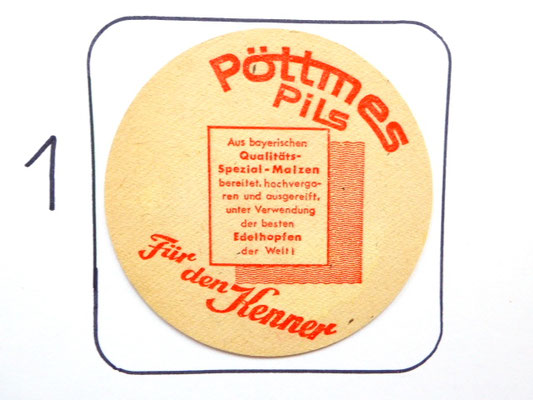 1
Pöttmes
Pils
Aus bayerischen
Qualitäts-
Spezial-Malzen
bereitet, hochvergo-
ren und ausgereift,
unter Verwendung
der besten
Edelhopfen
der Welt!
Für
den
Kenner